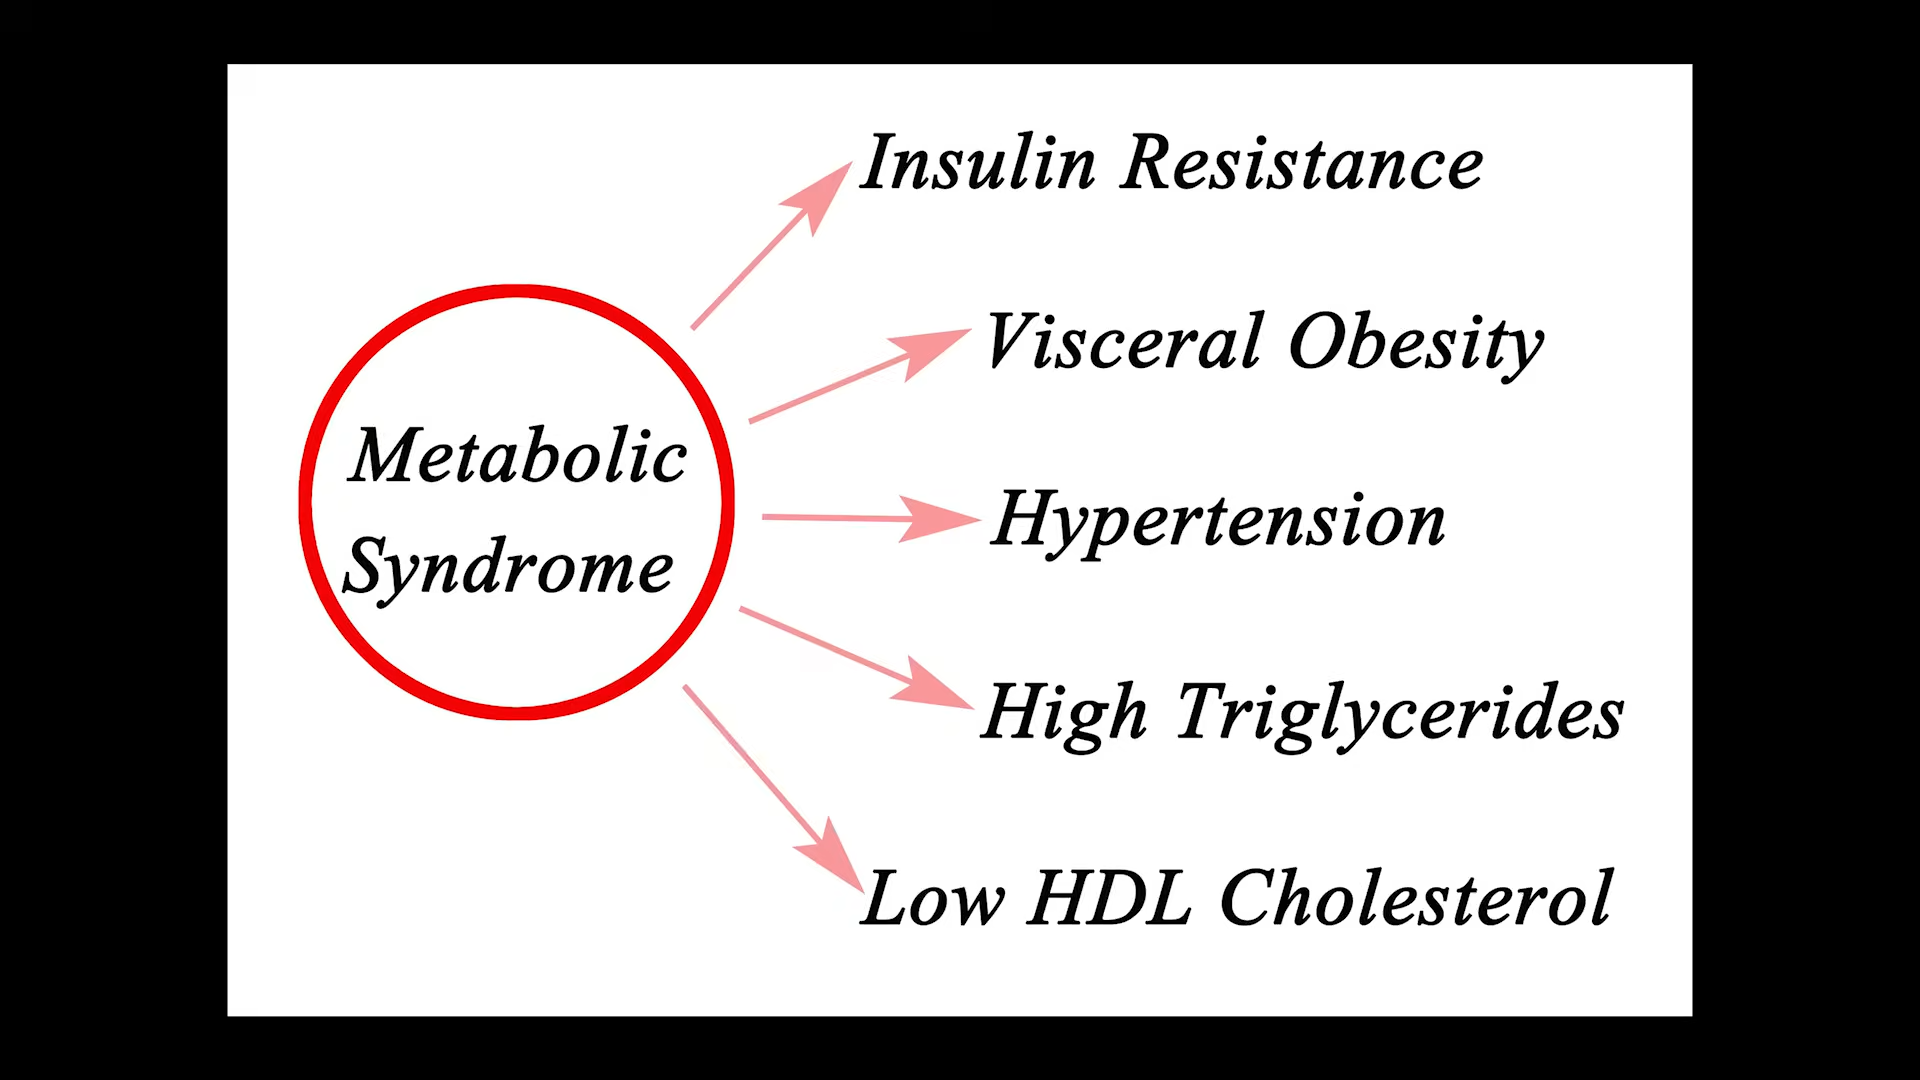 Insulin Resistance
Visceral Obesity
Metabolic
Syndrome
Hypertension
High Triglycerides
Low HDL Cholesterol